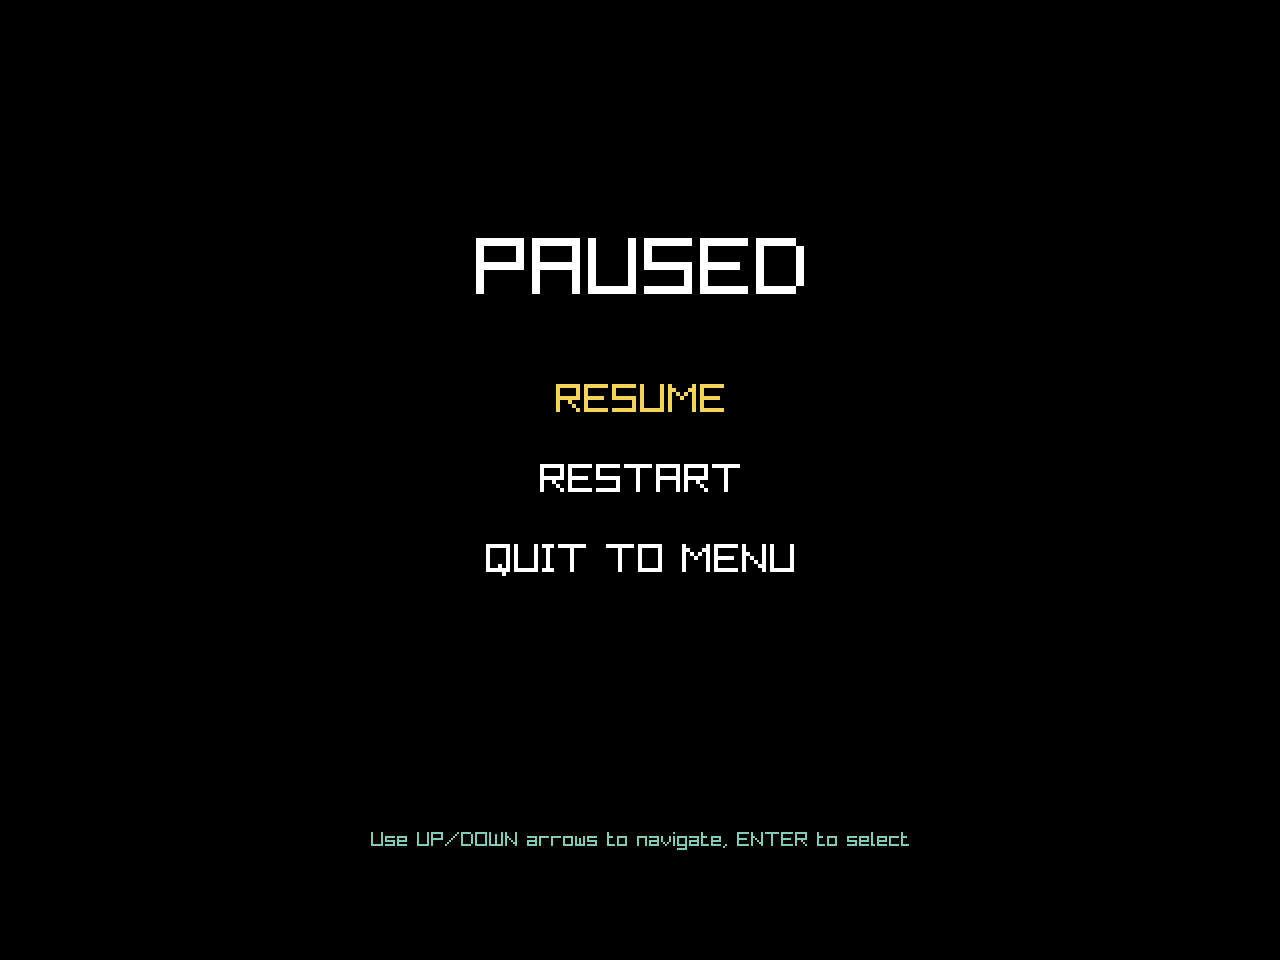 PAUSED
RESUME
RESTART
QUIT TO MENU
Use UP/DOWN arrows to navigate, ENTER to select